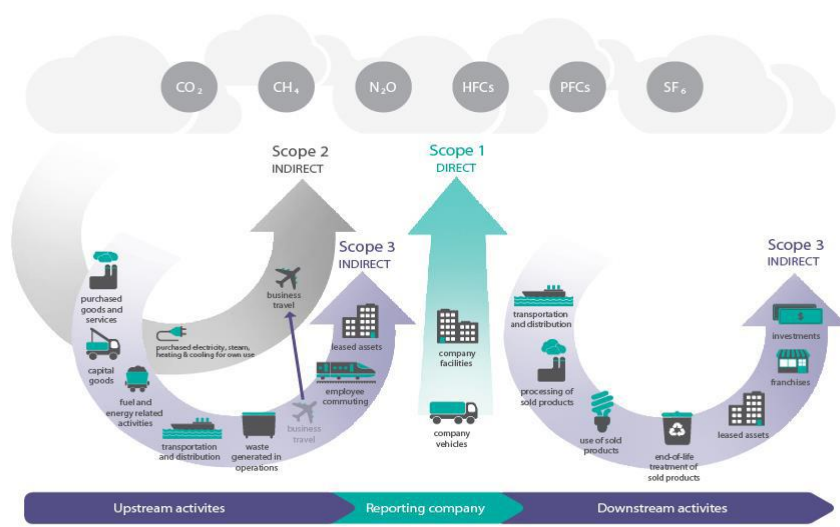 CO₂
CH₄
N₂O
HFCs
PFCs
SF₆
Scope 2
INDIRECT
Scope 1
DIRECT
Scope 3
INDIRECT
Scope 3
INDIRECT
purchased
goods and
services
capital
goods
fuel and
energy related
activities
transportation
and distribution
waste
generated in
operations
business
travel
employee
commuting
leased assets
purchased electricity, steam,
heating & cooling for own use
business
travel
company
facilities
company
vehicles
transportation
and distribution
processing of
sold products
use of sold
products
end-of-life
treatment of
sold products
leased assets
franchises
investments
$
Upstream activites
Reporting company
Downstream activites